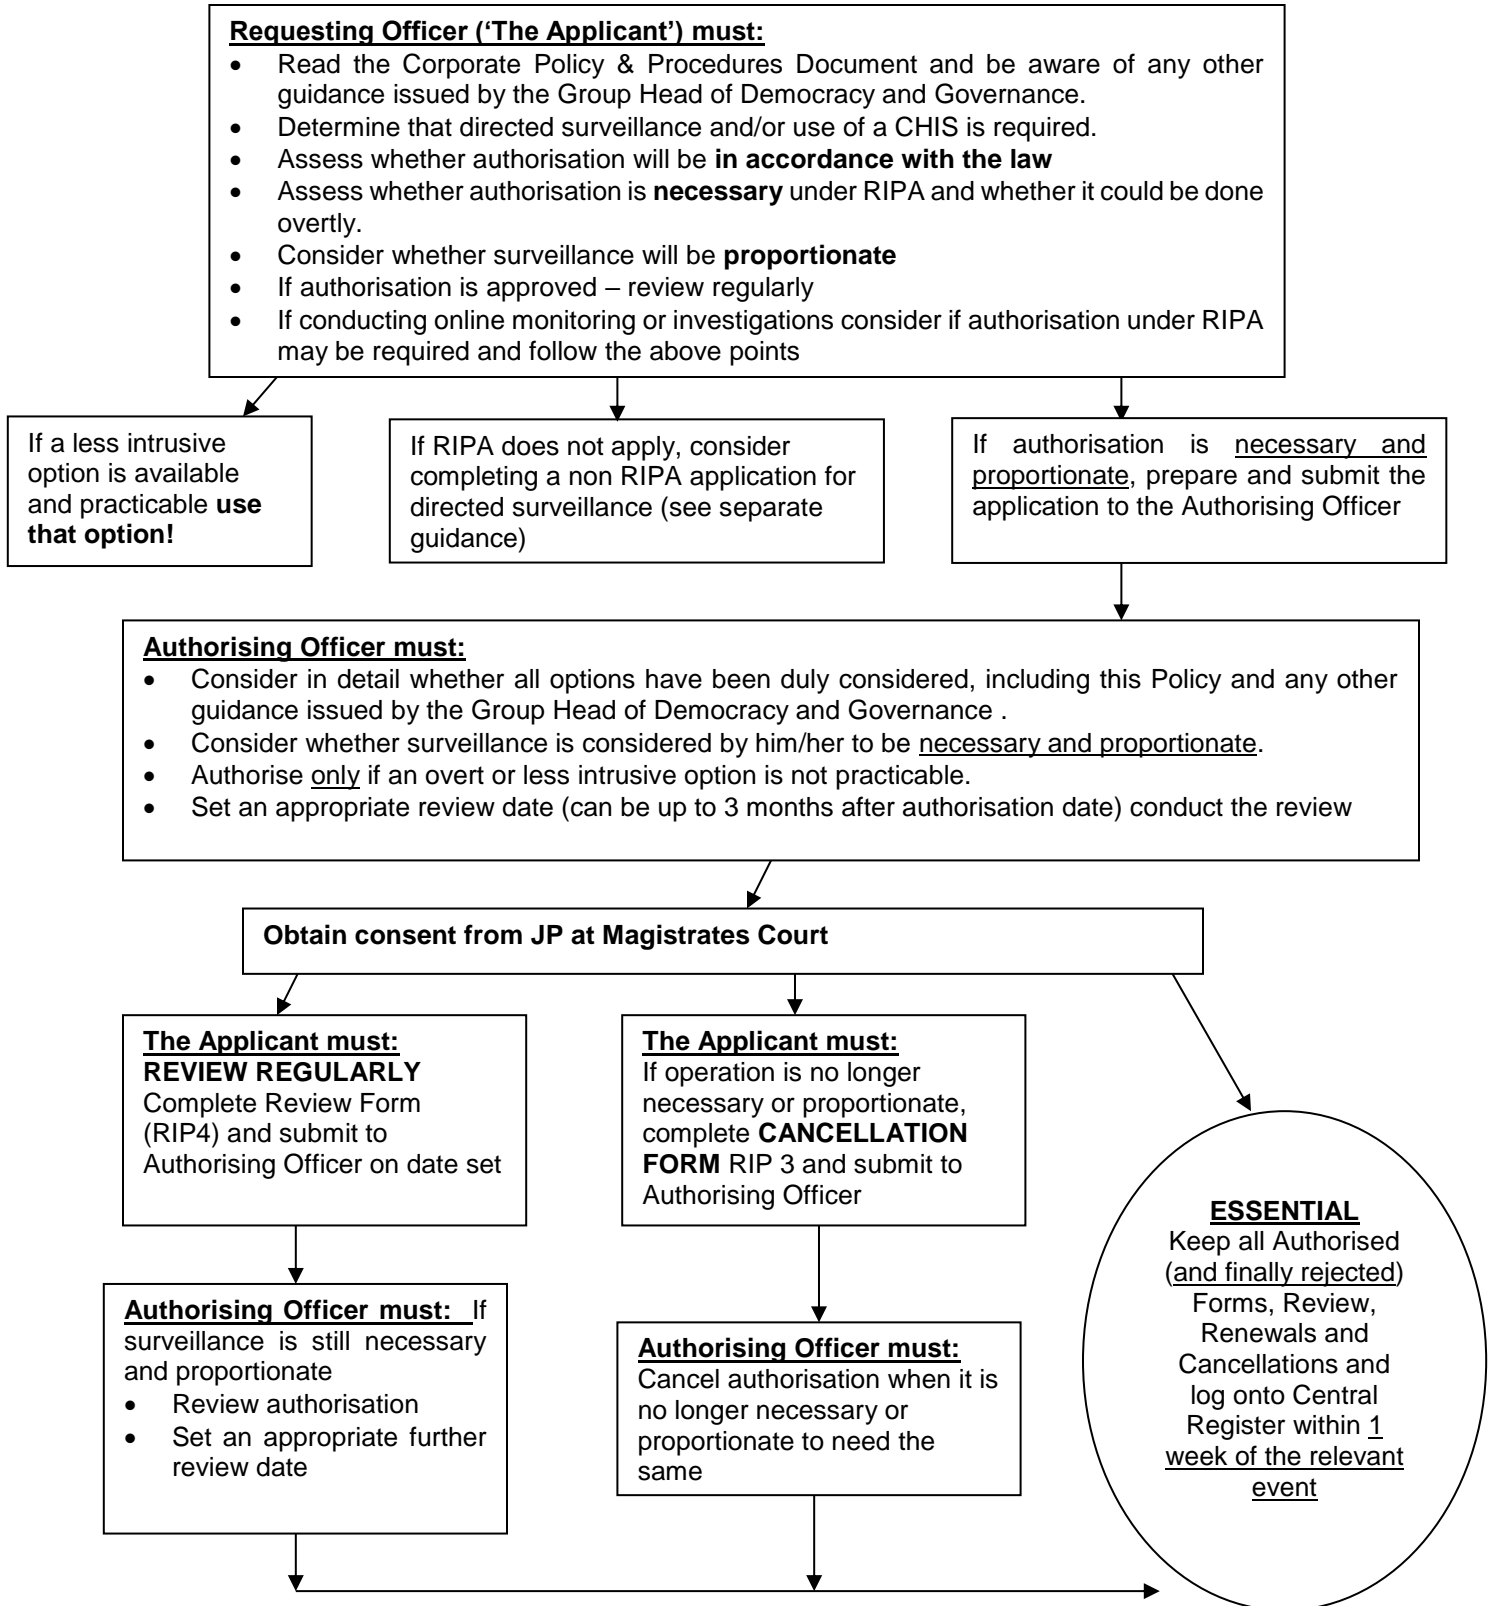 Requesting Officer (‘The Applicant’) must:
• Read the Corporate Policy & Procedures Document and be aware of any other
guidance issued by the Group Head of Democracy and Governance.
• Determine that directed surveillance and/or use of a CHIS is required.
• Assess whether authorisation will be in accordance with the law
• Assess whether authorisation is necessary under RIPA and whether it could be done
overtly.
• Consider whether surveillance will be proportionate
• If authorisation is approved – review regularly
• If conducting online monitoring or investigations consider if authorisation under RIPA
may be required and follow the above points
If a less intrusive
option is available
and practicable use
that option!
If RIPA does not apply, consider
completing a non RIPA application for
directed surveillance (see separate
guidance)
If authorisation is necessary and
proportionate, prepare and submit the
application to the Authorising Officer
Authorising Officer must:
• Consider in detail whether all options have been duly considered, including this Policy and any other
guidance issued by the Group Head of Democracy and Governance .
• Consider whether surveillance is considered by him/her to be necessary and proportionate.
• Authorise only if an overt or less intrusive option is not practicable.
• Set an appropriate review date (can be up to 3 months after authorisation date) conduct the review
Obtain consent from JP at Magistrates Court
The Applicant must:
REVIEW REGULARLY
Complete Review Form
(RIP4) and submit to
Authorising Officer on date set
The Applicant must:
If operation is no longer
necessary or proportionate,
complete CANCELLATION
FORM RIP 3 and submit to
Authorising Officer
Authorising Officer must: If
surveillance is still necessary
and proportionate
• Review authorisation
• Set an appropriate further
review date
Authorising Officer must:
Cancel authorisation when it is
no longer necessary or
proportionate to need the
same
ESSENTIAL
Keep all Authorised
(and finally rejected)
Forms, Review,
Renewals and
Cancellations and
log onto Central
Register within 1
week of the relevant
event